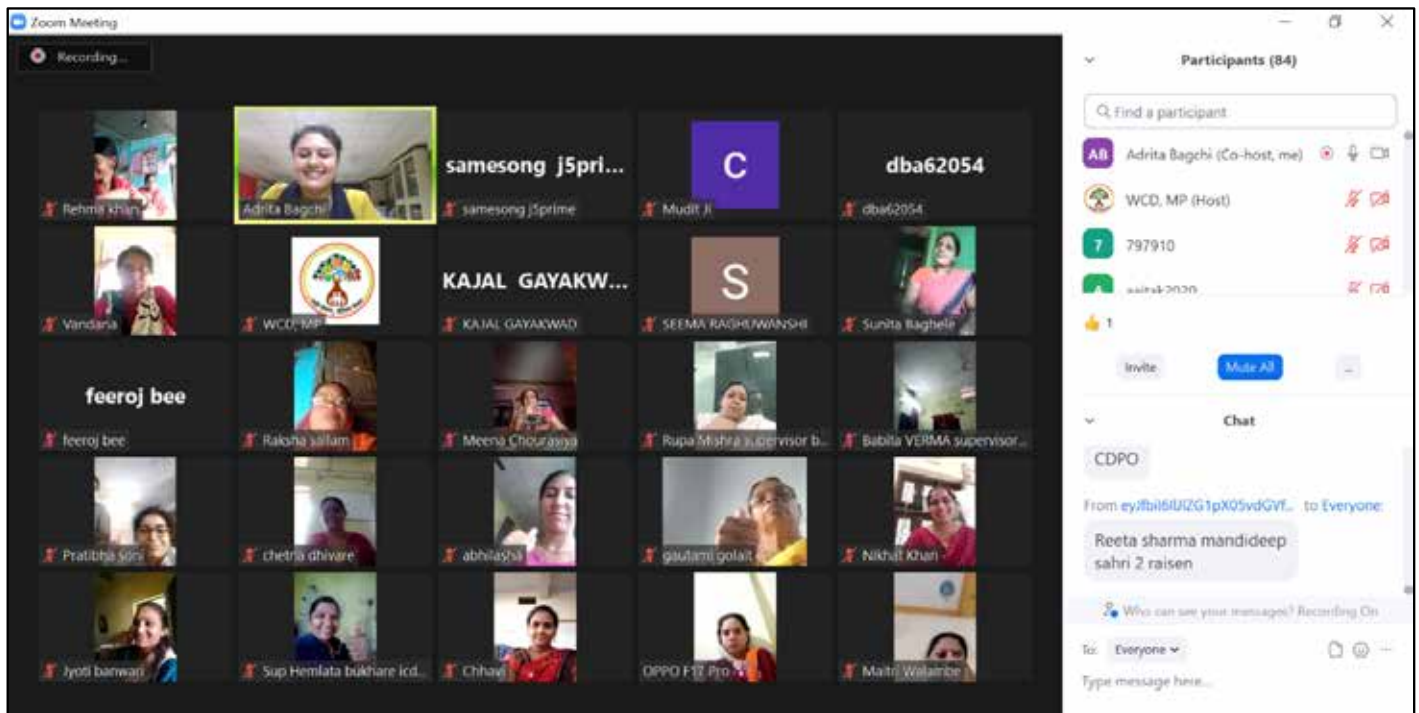 Zoom Meeting
Recording...
Rehma khan
Adrita Bagchi
samesong j5pri...
samesong j5prime
C
Mudit Ji
dba62054
dba62054
Vandana
WCD, MP
KAJAL GAYAKW...
KAJAL GAYAKWAD
S
SEEMA RAGHUWANSHI
Sunita Baghele
feeroj bee
feeroj bee
Raksha sallam
Meena Chourasiya
Rupa Mishra supervisor b...
Babita VERMA supervisor...
Pratibha soni
chetna dhivare
abhilasha
gautami golait
Nikhat Khan
Jyoti banwari
Sup Hemlata bukhare icd...
Chhavi
OPPO F17 Pro
Maitri Walambe
Participants (84)
Find a participant
AB
Adrita Bagchi (Co-host, me)
WCD, MP (Host)
7
797910
1
Invite
Mute All
Chat
CDPO
From
to Everyone:
Reeta sharma mandideep
sahri 2 raisen
Who can see your messages? Recording On
To: Everyone
Type message here...